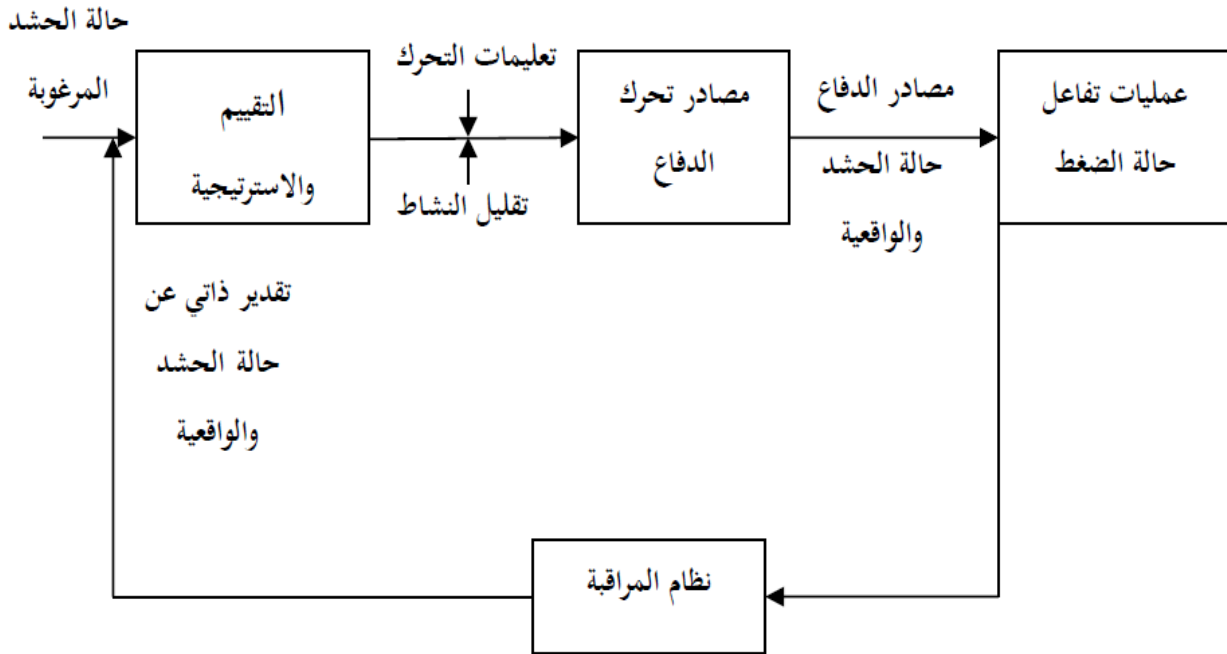 حالة الحشد
المرغوبة
التقييم
والاسترتيجية
تعليمات التحرك
تقليل النشاط
مصادر تحرك
الدفاع
مصادر الدفاع
حالة الحشد
والواقعية
عمليات تفاعل
حالة الضغط
تقدير ذاتي عن
حالة الحشد
والواقعية
نظام المراقبة